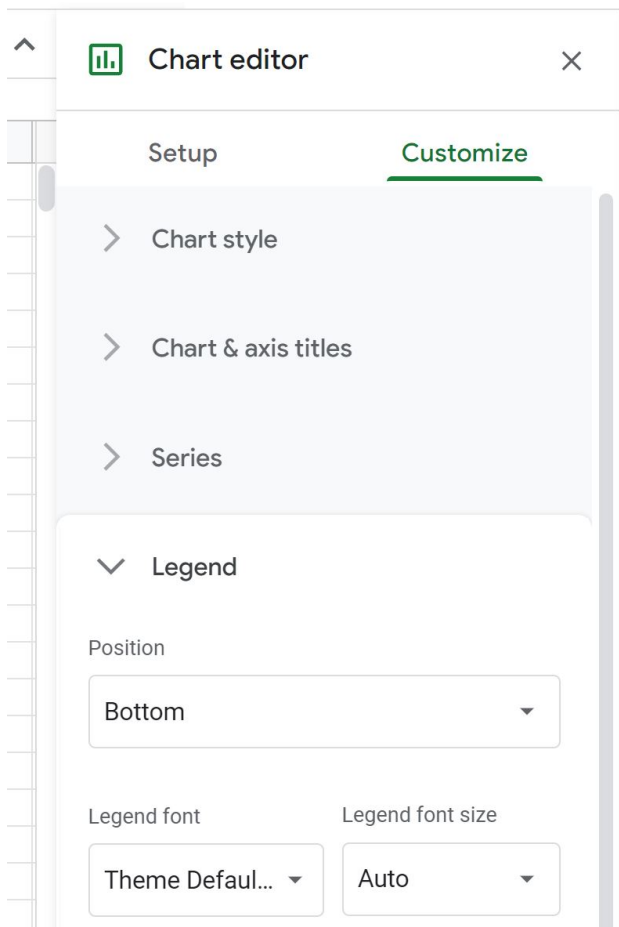 Chart editor
Setup Customize
Chart style
Chart & axis titles
Series
Legend
Position
Bottom
Legend font Legend font size
Theme Defaul... Auto